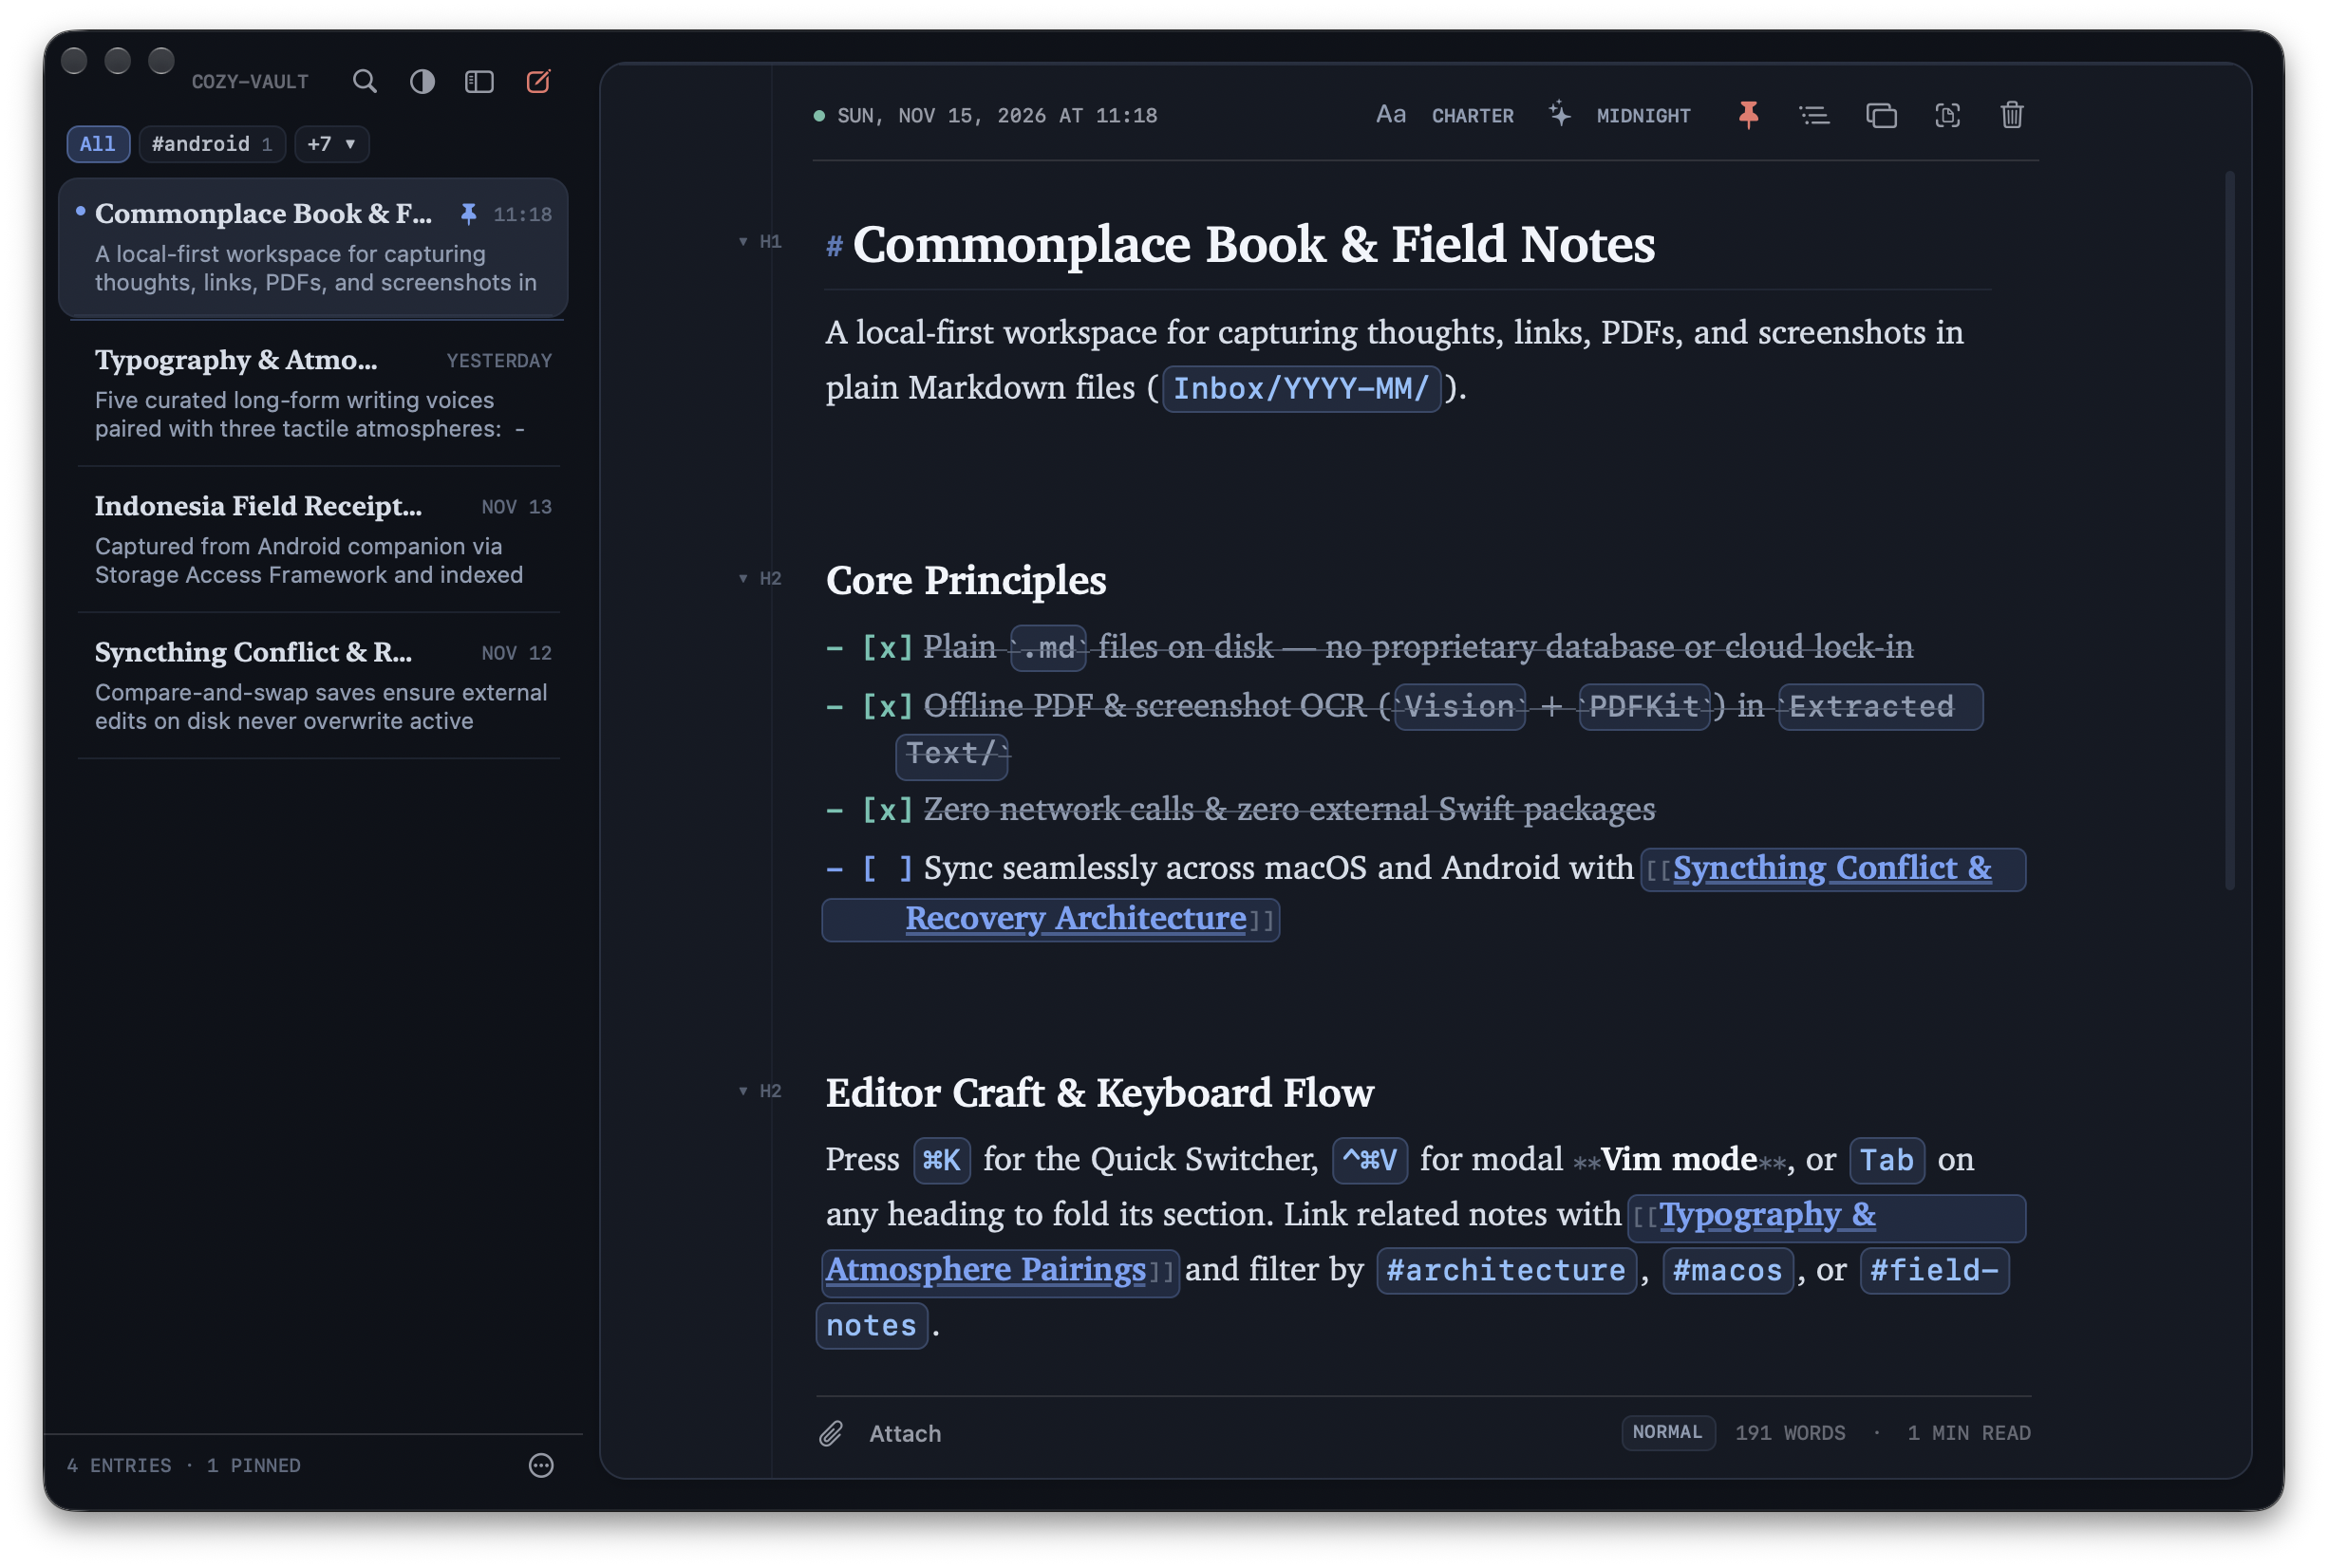 COZY-VAULT
All
#android 1
+7 ▼
Commonplace Book & F... 11:18
A local-first workspace for capturing
thoughts, links, PDFs, and screenshots in
Typography & Atmo... YESTERDAY
Five curated long-form writing voices
paired with three tactile atmospheres: -
Indonesia Field Receipt... NOV 13
Captured from Android companion via
Storage Access Framework and indexed
Syncthing Conflict & R... NOV 12
Compare-and-swap saves ensure external
edits on disk never overwrite active
4 ENTRIES · 1 PINNED
SUN, NOV 15, 2026 AT 11:18
Aa CHARTER
MIDNIGHT
▼ H1
# Commonplace Book & Field Notes
A local-first workspace for capturing thoughts, links, PDFs, and screenshots in
plain Markdown files (Inbox/YYYY-MM/).
▼ H2
Core Principles
- [x] Plain `.md` files on disk — no proprietary database or cloud lock-in
- [x] Offline PDF & screenshot OCR (`Vision` + `PDFKit`) in `Extracted
Text/`
- [x] Zero network calls & zero external Swift packages
- [ ] Sync seamlessly across macOS and Android with [[Syncthing Conflict &
Recovery Architecture]]
▼ H2
Editor Craft & Keyboard Flow
Press ⌘K for the Quick Switcher, ^⌘V for modal **Vim mode**, or Tab on
any heading to fold its section. Link related notes with [[Typography &
Atmosphere Pairings]] and filter by #architecture, #macos, or #field-
notes.
Attach
NORMAL 191 WORDS · 1 MIN READ